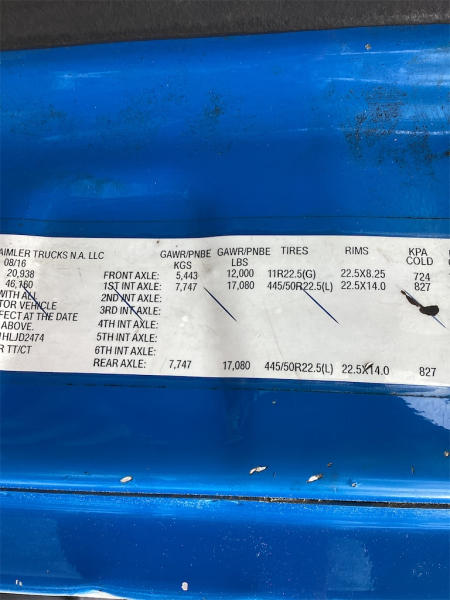 AIMLER TRUCKS N.A. LLC GAWR/PNBE GAWR/PNBE TIRES RIMS KPA
08/16 KGS LBS COLD
20,938 FRONT AXLE: 5,443 12,000 11R22.5(G) 22.5X8.25 724
46,160 1ST INT AXLE: 7,747 17,080 445/50R22.5(L) 22.5X14.0 827
WITH ALL 2ND INT AXLE:
TOR VEHICLE 3RD INT AXLE:
FFECT AT THE DATE 4TH INT AXLE:
ABOVE. 5TH INT AXLE:
HLJD2474 6TH INT AXLE:
R TT/CT REAR AXLE: 7,747 17,080 445/50R22.5(L) 22.5X14.0 827